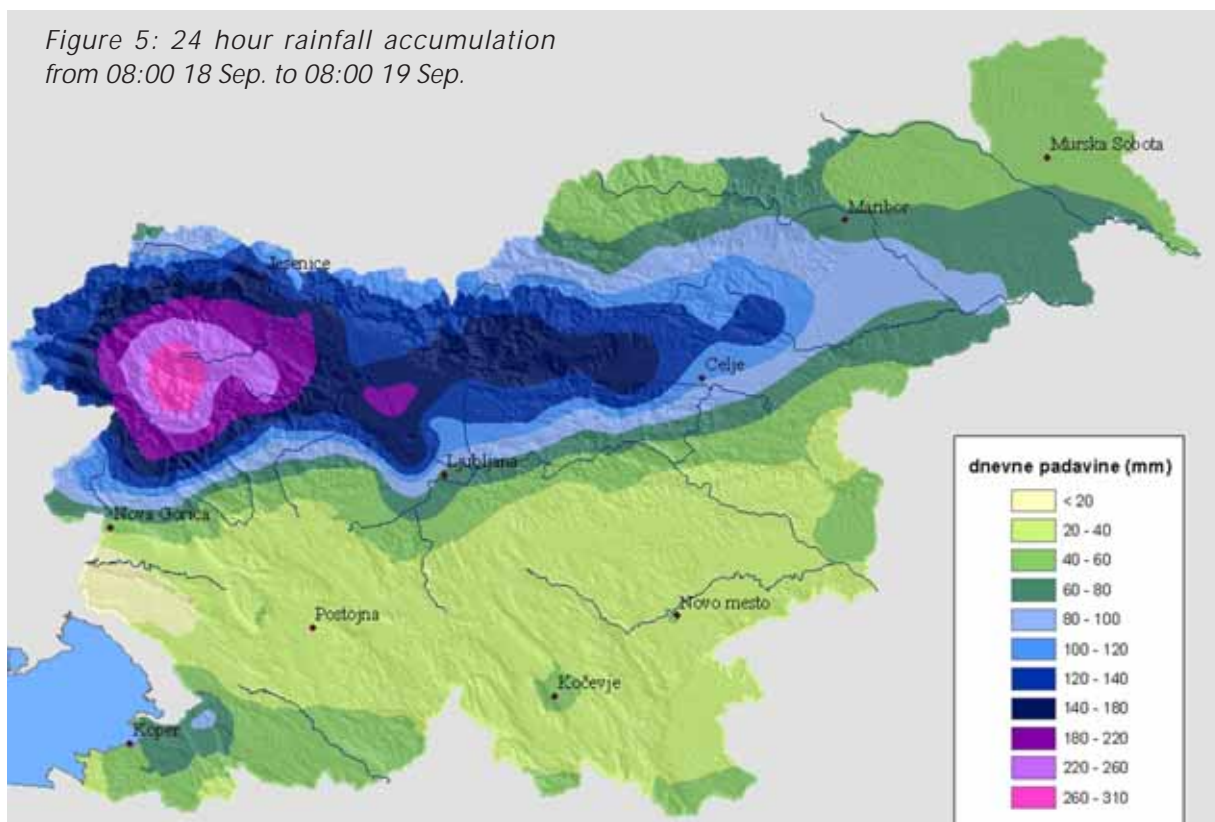 Figure 5: 24 hour rainfall accumulation
from 08:00 18 Sep. to 08:00 19 Sep.
Murska Sobota
Maribor
Jesenice
Celje
Ljubljana
Nova Gorica
Novo mesto
Postojna
Kočevje
Koper
dnevne padavine (mm)
< 20
20 - 40
40 - 60
60 - 80
80 - 100
100 - 120
120 - 140
140 - 180
180 - 220
220 - 260
260 - 310